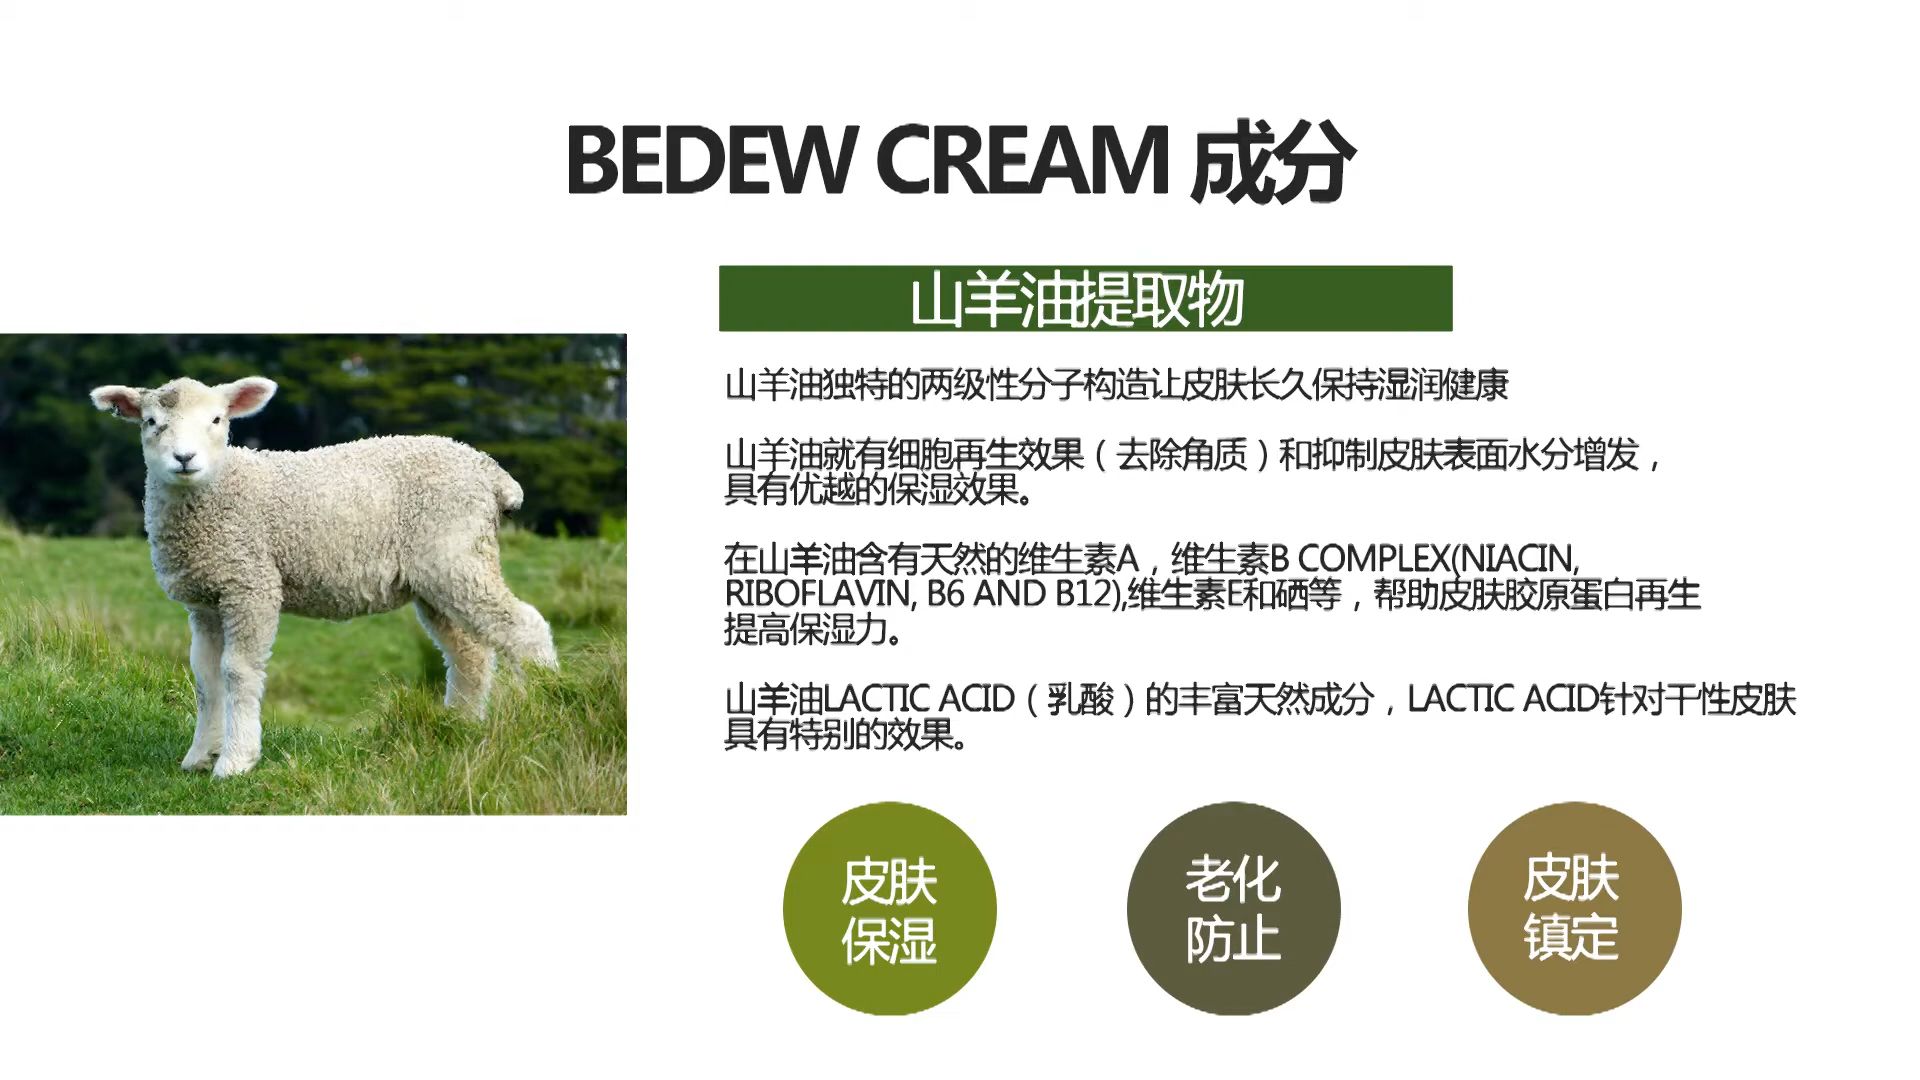 BEDEW CREAM 成分
山羊油提取物
山羊油独特的两级性分子构造让皮肤长久保持湿润健康
山羊油就有细胞再生效果（去除角质）和抑制皮肤表面水分增发，
具有优越的保湿效果。
在山羊油含有天然的维生素A，维生素B COMPLEX(NIACIN,
RIBOFLAVIN, B6 AND B12),维生素E和硒等，帮助皮肤胶原蛋白再生
提高保湿力。
山羊油LACTIC ACID（乳酸）的丰富天然成分，LACTIC ACID针对干性皮肤
具有特别的效果。
皮肤
保湿
老化
防止
皮肤
镇定